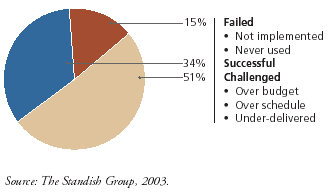 15% Failed
• Not implemented
• Never used
34% Successful
51% Challenged
• Over budget
• Over schedule
• Under-delivered
Source: The Standish Group, 2003.